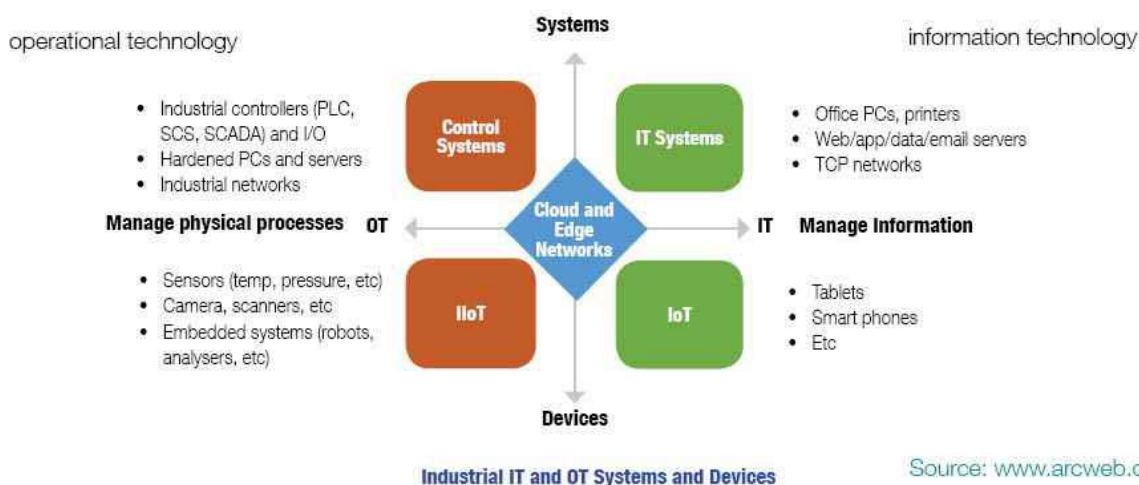 Systems
operational technology
information technology
• Industrial controllers (PLC,
SCS, SCADA) and I/O
• Hardened PCs and servers
• Industrial networks
Control
Systems
IT Systems
• Office PCs, printers
• Web/app/data/email servers
• TCP networks
Manage physical processes OT
Cloud and
Edge
Networks
IT Manage Information
• Sensors (temp, pressure, etc)
• Camera, scanners, etc
• Embedded systems (robots,
analysers, etc)
IIoT
IoT
• Tablets
• Smart phones
• Etc
Devices
Industrial IT and OT Systems and Devices
Source: www.arcweb.c